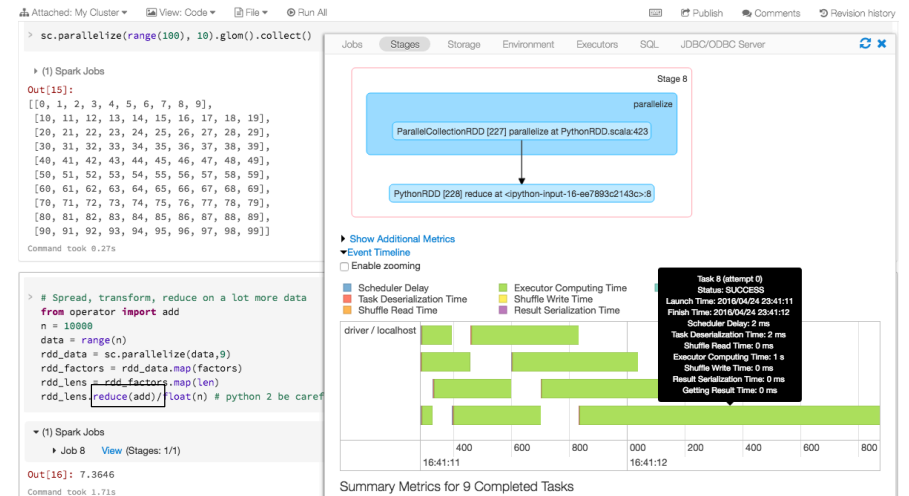 Attached: My Cluster View: Code File Run All Publish Comments Revision history
> sc.parallelize(range(100), 10).glom().collect()
(1) Spark Jobs
Out[15]:
[[0, 1, 2, 3, 4, 5, 6, 7, 8, 9],
[10, 11, 12, 13, 14, 15, 16, 17, 18, 19],
[20, 21, 22, 23, 24, 25, 26, 27, 28, 29],
[30, 31, 32, 33, 34, 35, 36, 37, 38, 39],
[40, 41, 42, 43, 44, 45, 46, 47, 48, 49],
[50, 51, 52, 53, 54, 55, 56, 57, 58, 59],
[60, 61, 62, 63, 64, 65, 66, 67, 68, 69],
[70, 71, 72, 73, 74, 75, 76, 77, 78, 79],
[80, 81, 82, 83, 84, 85, 86, 87, 88, 89],
[90, 91, 92, 93, 94, 95, 96, 97, 98, 99]]
Command took 0.27s
> # Spread, transform, reduce on a lot more data
from operator import add
n = 10000
data = range(n)
rdd_data = sc.parallelize(data,9)
rdd_factors = rdd_data.map(factors)
rdd_lens = rdd_factors.map(len)
rdd_lens.reduce(add)/float(n) # python 2 be caref
(1) Spark Jobs
Job 8 View (Stages: 1/1)
Out[16]: 7.3646
Command took 1.71s
Jobs Stages Storage Environment Executors SQL JDBC/ODBC Server
Stage 8
parallelize
ParallelCollectionRDD [227] parallelize at PythonRDD.scala:423
PythonRDD [228] reduce at <ipython-input-16-ee7893c2143c>:8
Show Additional Metrics
Event Timeline
Enable zooming
Scheduler Delay
Task Deserialization Time
Shuffle Read Time
Executor Computing Time
Shuffle Write Time
Result Serialization Time
Task 8 (attempt 0)
Status: SUCCESS
Launch Time: 2016/04/24 23:41:11
Finish Time: 2016/04/24 23:41:12
Scheduler Delay: 2 ms
Task Deserialization Time: 2 ms
Shuffle Read Time: 0 ms
Executor Computing Time: 1 s
Shuffle Write Time: 0 ms
Result Serialization Time: 0 ms
Getting Result Time: 0 ms
driver / localhost
400 600 800 000 200 400 600 800
16:41:11 16:41:12
Summary Metrics for 9 Completed Tasks